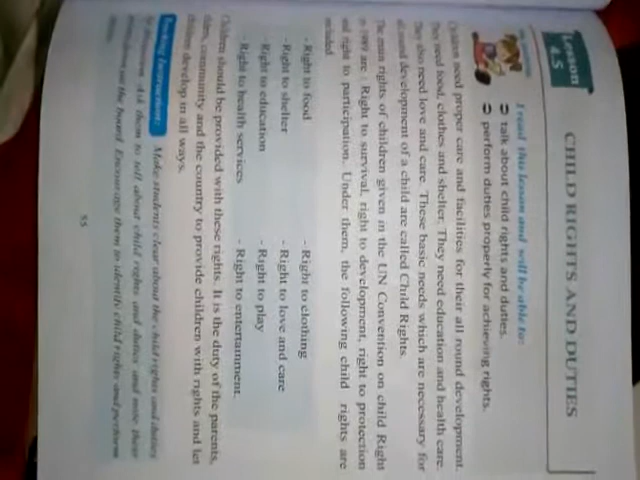 Lesson
4.5
CHILD RIGHTS AND DUTIES
I read this lesson and will be able to:
talk about child rights and duties.
perform duties properly for achieving rights.
Children need proper care and facilities for their all round development.
They need food, clothes and shelter. They need education and health care.
They also need love and care. These basic needs which are necessary for
all round development of a child are called Child Rights.
The main rights of children given in the UN Convention on child Right
in 1989 are : Right to survival, right to development, right to protection
and right to participation. Under them, the following child rights are
included.
- Right to food
- Right to clothing
- Right to shelter
- Right to love and care
- Right to education
- Right to play
- Right to health services
- Right to entertainment.
Children should be provided with these rights. It is the duty of the parents,
community and the country to provide children with rights and let
children develop in all ways.
Teaching Instruction: Make students clear about the child rights and duties
Ask them to tell about child rights and duties and note them
on the board. Encourage them to identify child rights and perform
55